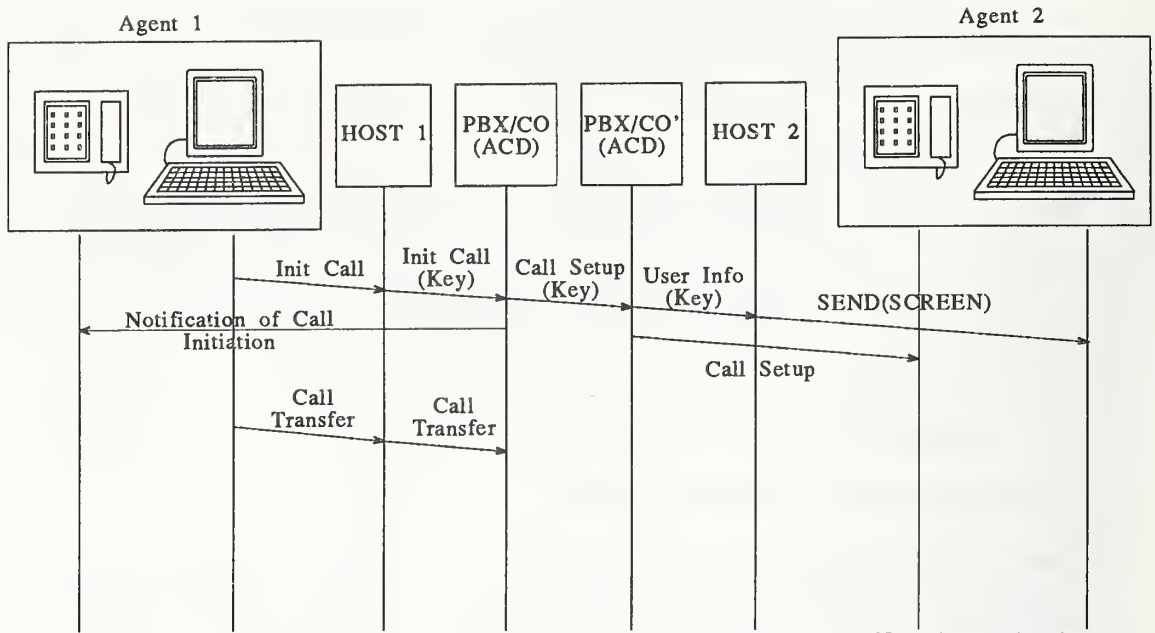 Agent 1
Agent 2
HOST 1
PBX/CO
(ACD)
PBX/CO'
(ACD)
HOST 2
Init Call
Init Call
(Key)
Call Setup
(Key)
User Info
(Key)
SEND(SCREEN)
Notification of Call
Initiation
Call Setup
Call
Transfer
Call
Transfer